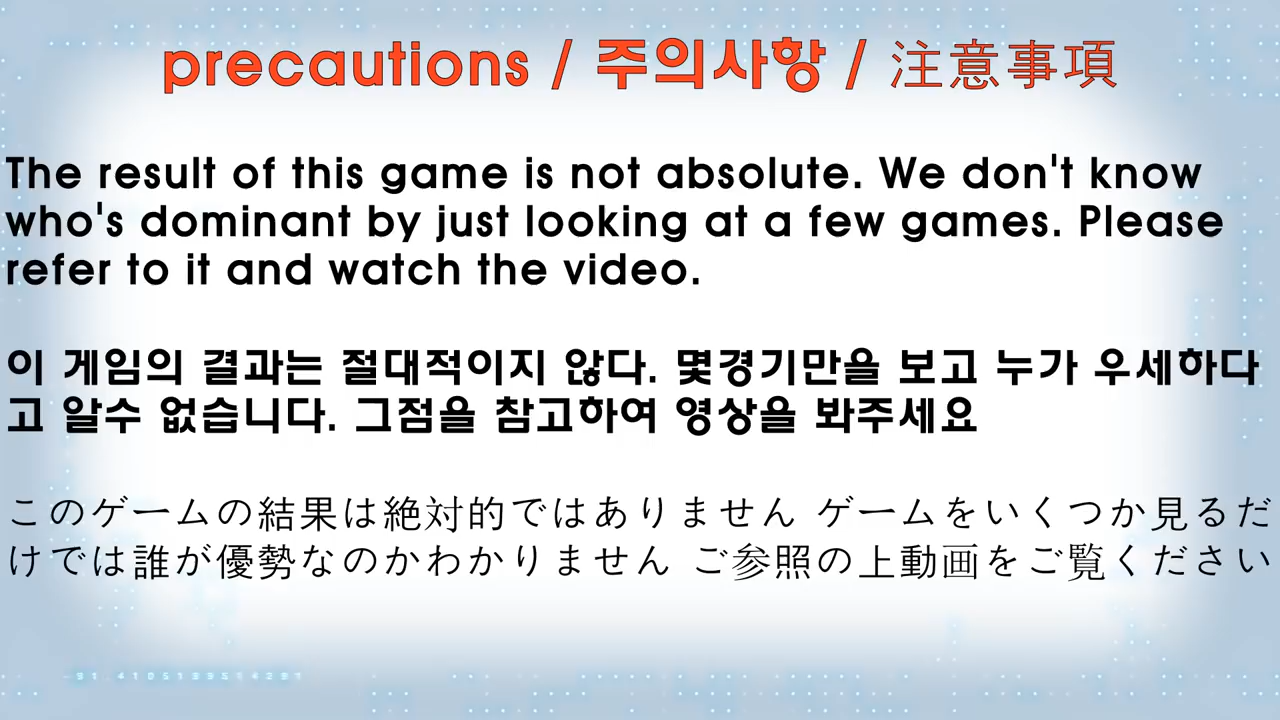 precautions / 주의사항 / 注意事項
The result of this game is not absolute. We don't know
who's dominant by just looking at a few games. Please
refer to it and watch the video.
이 게임의 결과는 절대적이지 않다. 몇경기만을 보고 누가 우세하다
고 알수 없습니다. 그점을 참고하여 영상을 봐주세요
このゲームの結果は絶対的ではありません ゲームをいくつか見るだ
けでは誰が優勢なのかわかりません ご参照の上動画をご覧ください